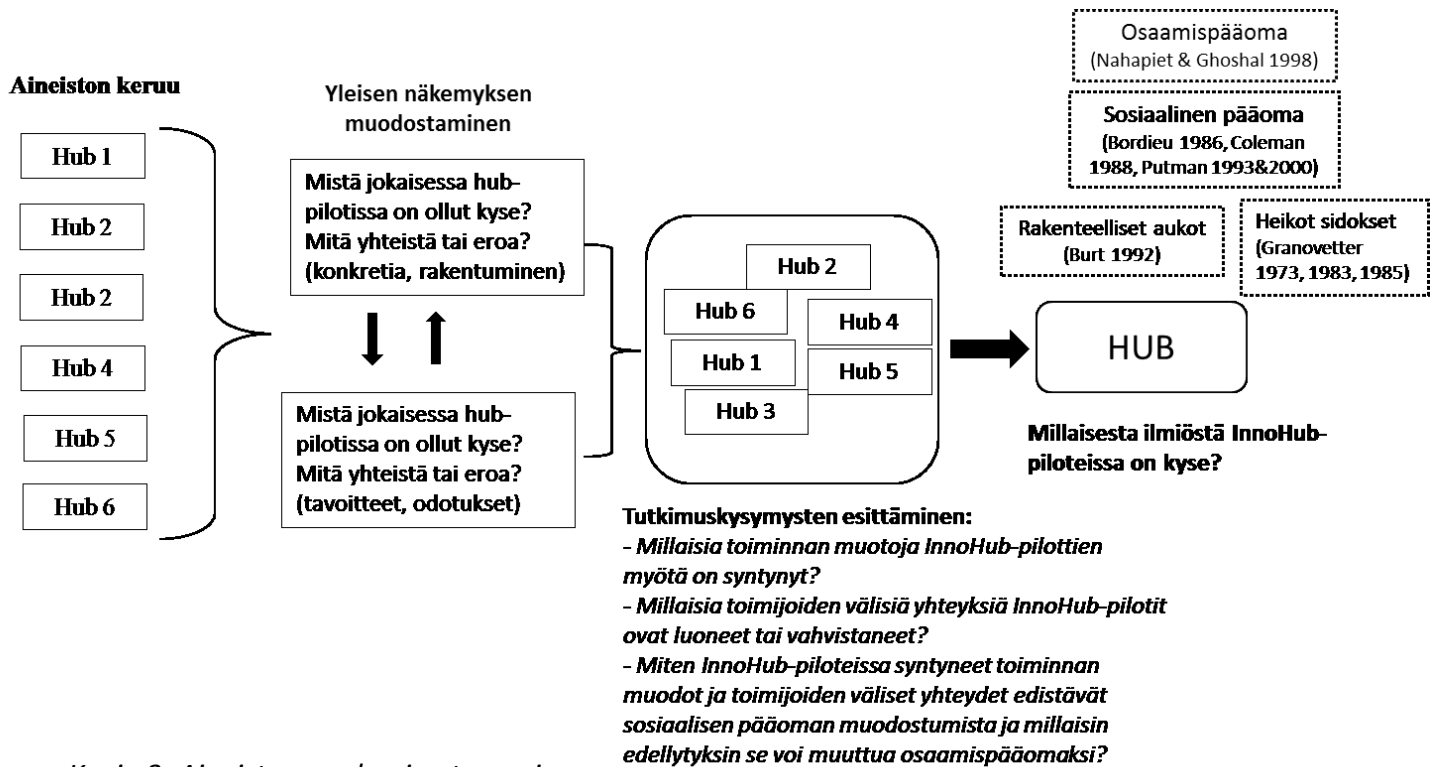 Aineiston keruu
Hub 1
Hub 2
Hub 2
Hub 4
Hub 5
Hub 6
Yleisen näkemyksen
muodostaminen
Mistä jokaisessa hub-
pilotissa on ollut kyse?
Mitä yhteistä tai eroa?
(konkretia, rakentuminen)
Mistä jokaisessa hub-
pilotissa on ollut kyse?
Mitä yhteistä tai eroa?
(tavoitteet, odotukset)
Hub 2
Hub 6
Hub 4
Hub 1
Hub 5
Hub 3
Tutkimuskysymysten esittäminen:
- Millaisia toiminnan muotoja InnoHub-pilottien
myötä on syntynyt?
- Millaisia toimijoiden välisiä yhteyksiä InnoHub-pilotit
ovat luoneet tai vahvistaneet?
- Miten InnoHub-piloteissa syntyneet toiminnan
muodot ja toimijoiden väliset yhteydet edistävät
sosiaalisen pääoman muodostumista ja millaisin
edellytyksin se voi muuttua osaamispääomaksi?
Osaamispääoma
(Nahapiet & Ghoshal 1998)
Sosiaalinen pääoma
(Bordieu 1986, Coleman
1988, Putman 1993&2000)
Rakenteelliset aukot
(Burt 1992)
Heikot sidokset
(Granovetter
1973, 1983, 1985)
HUB
Millaisesta ilmiöstä InnoHub-
piloteissa on kyse?